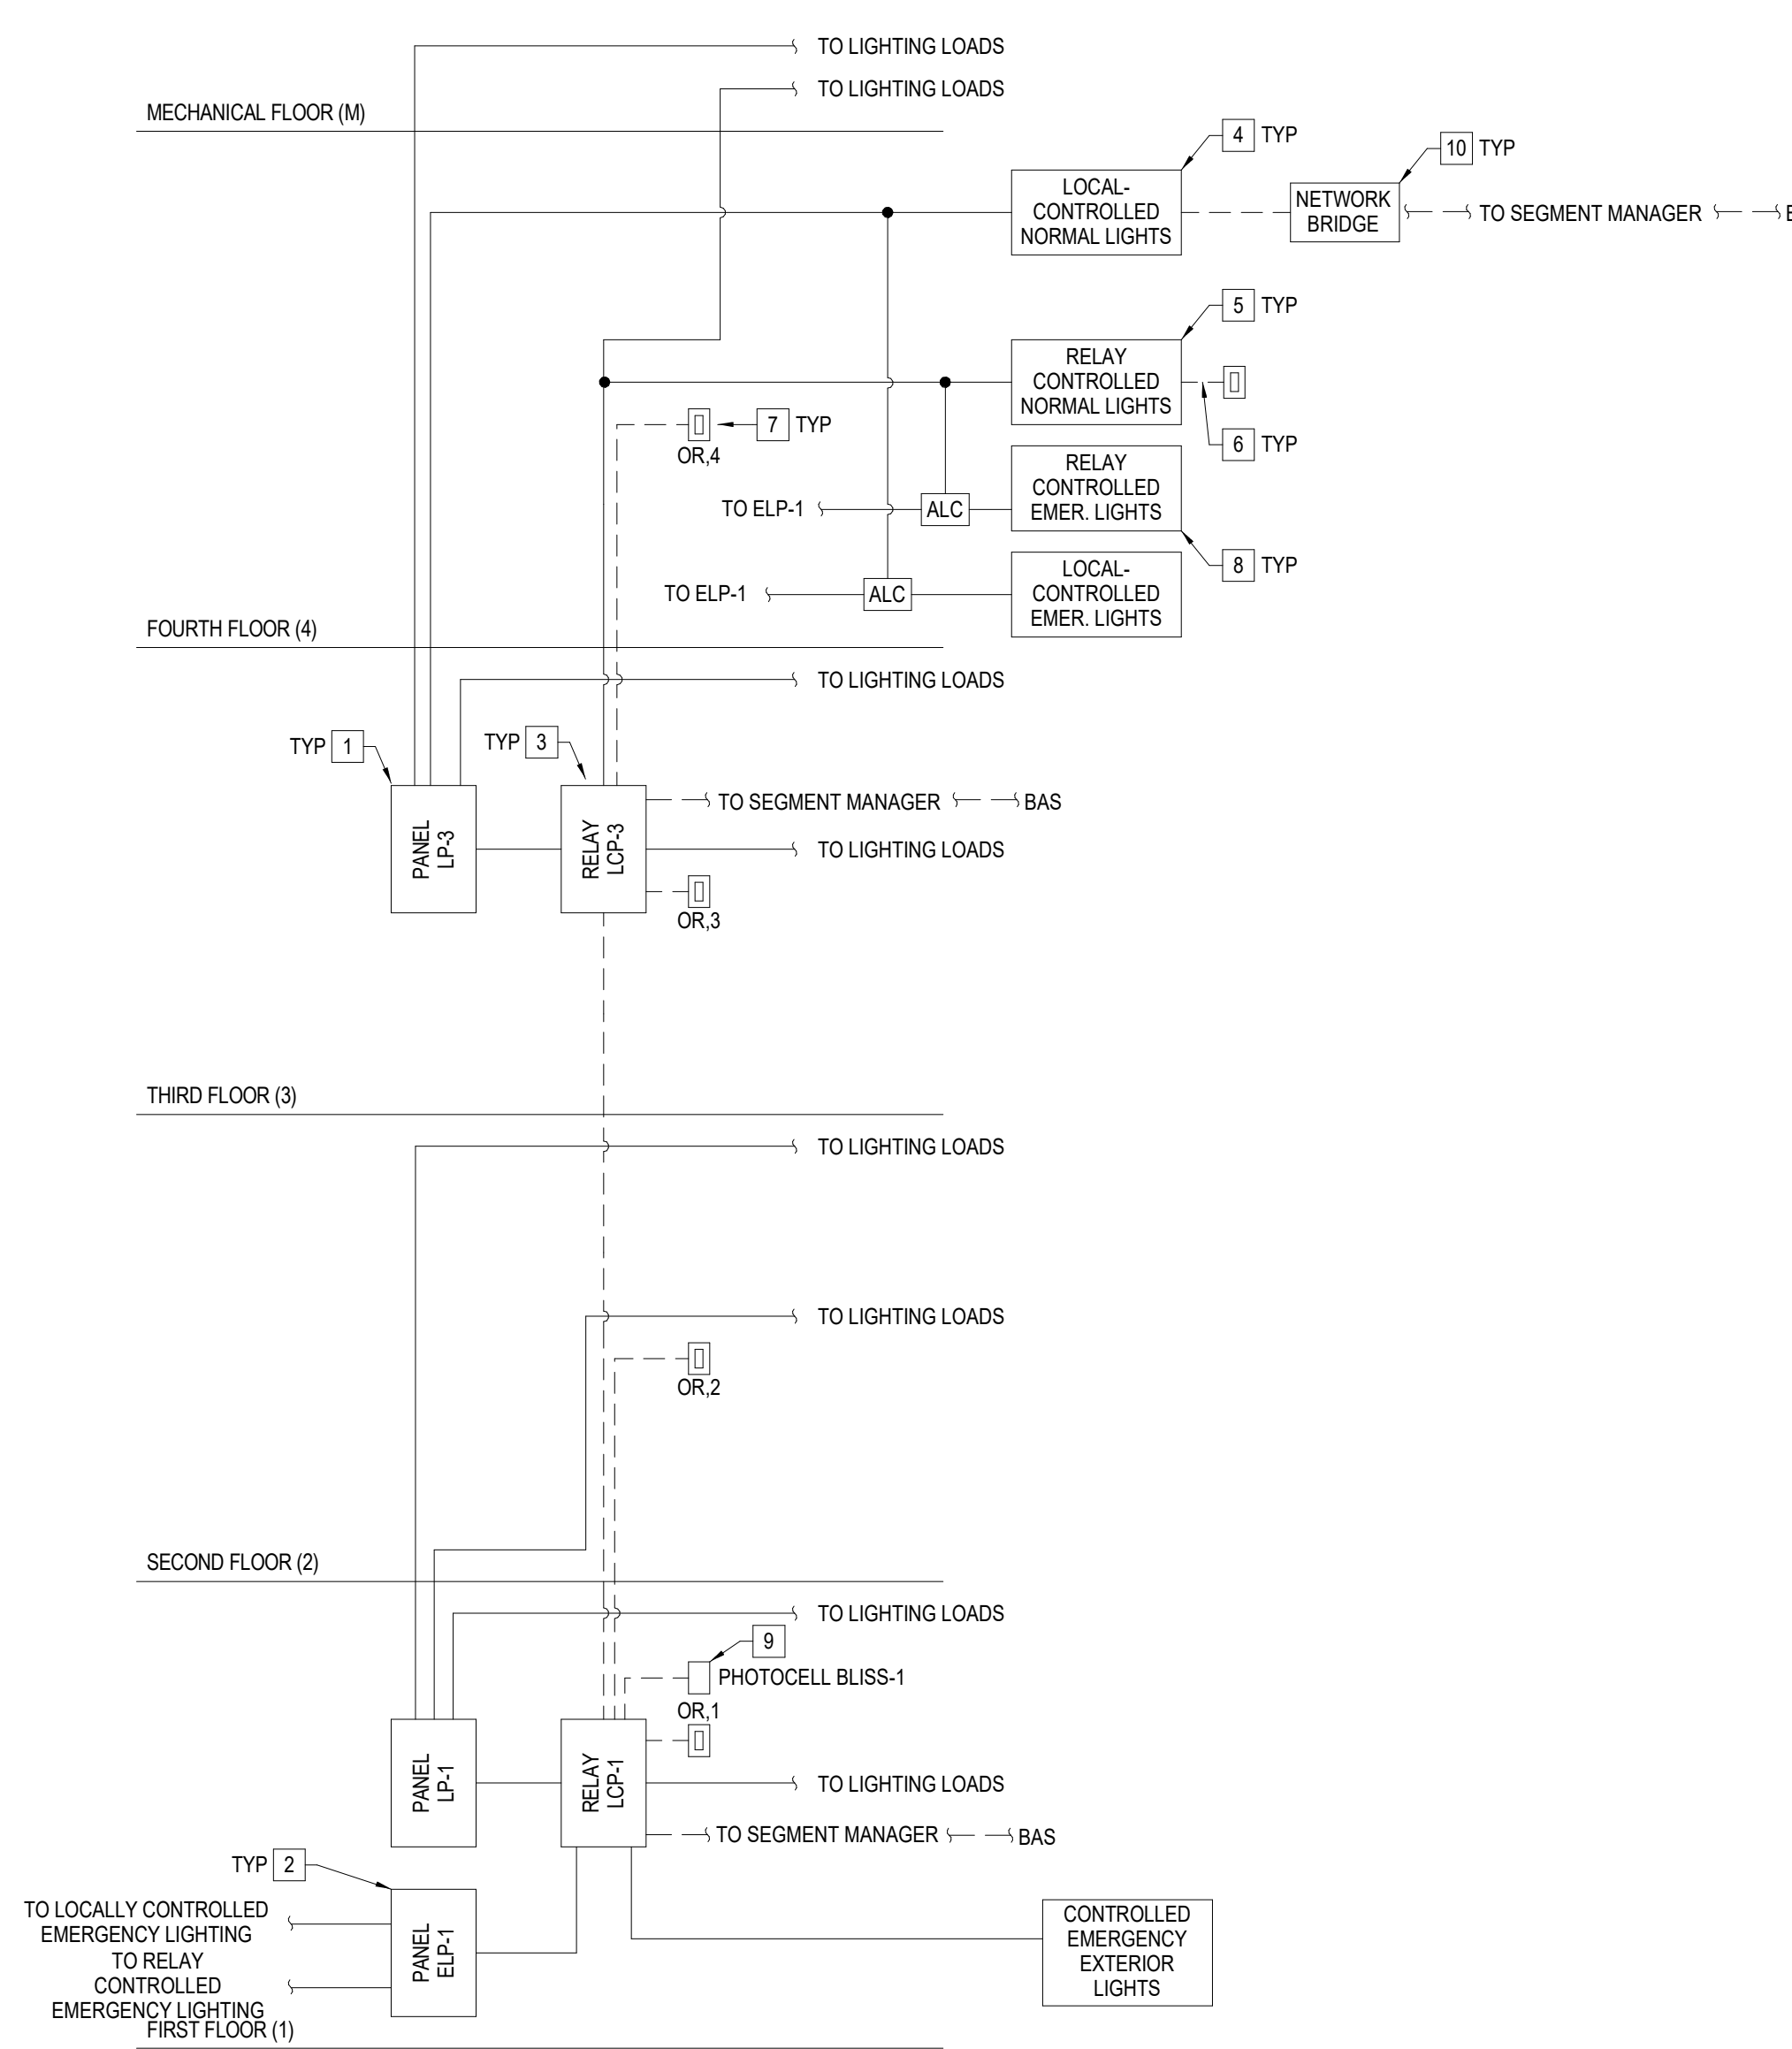 TO LIGHTING LOADS
TO LIGHTING LOADS
MECHANICAL FLOOR (M)
4 TYP
10 TYP
LOCAL-
CONTROLLED
NORMAL LIGHTS
NETWORK
BRIDGE
TO SEGMENT MANAGER
5 TYP
RELAY
CONTROLLED
NORMAL LIGHTS
7 TYP
OR,4
6 TYP
RELAY
CONTROLLED
EMER. LIGHTS
TO ELP-1
ALC
8 TYP
LOCAL-
CONTROLLED
EMER. LIGHTS
TO ELP-1
ALC
FOURTH FLOOR (4)
TO LIGHTING LOADS
TYP 1
TYP 3
PANEL
LP-3
RELAY
LCP-3
TO SEGMENT MANAGER
BAS
TO LIGHTING LOADS
OR,3
THIRD FLOOR (3)
TO LIGHTING LOADS
TO LIGHTING LOADS
OR,2
SECOND FLOOR (2)
TO LIGHTING LOADS
9
PHOTOCELL BLISS-1
OR,1
PANEL
LP-1
RELAY
LCP-1
TO LIGHTING LOADS
TO SEGMENT MANAGER
BAS
TYP 2
TO LOCALLY CONTROLLED
EMERGENCY LIGHTING
TO RELAY
CONTROLLED
EMERGENCY LIGHTING
PANEL
ELP-1
CONTROLLED
EMERGENCY
EXTERIOR
LIGHTS
FIRST FLOOR (1)